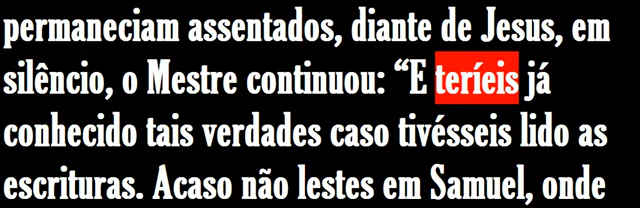 permaneciam assentados, diante de Jesus, em
silêncio, o Mestre continuou: “E teríeis já
conhecido tais verdades caso tivésseis lido as
escrituras. Acaso não lestes em Samuel, onde